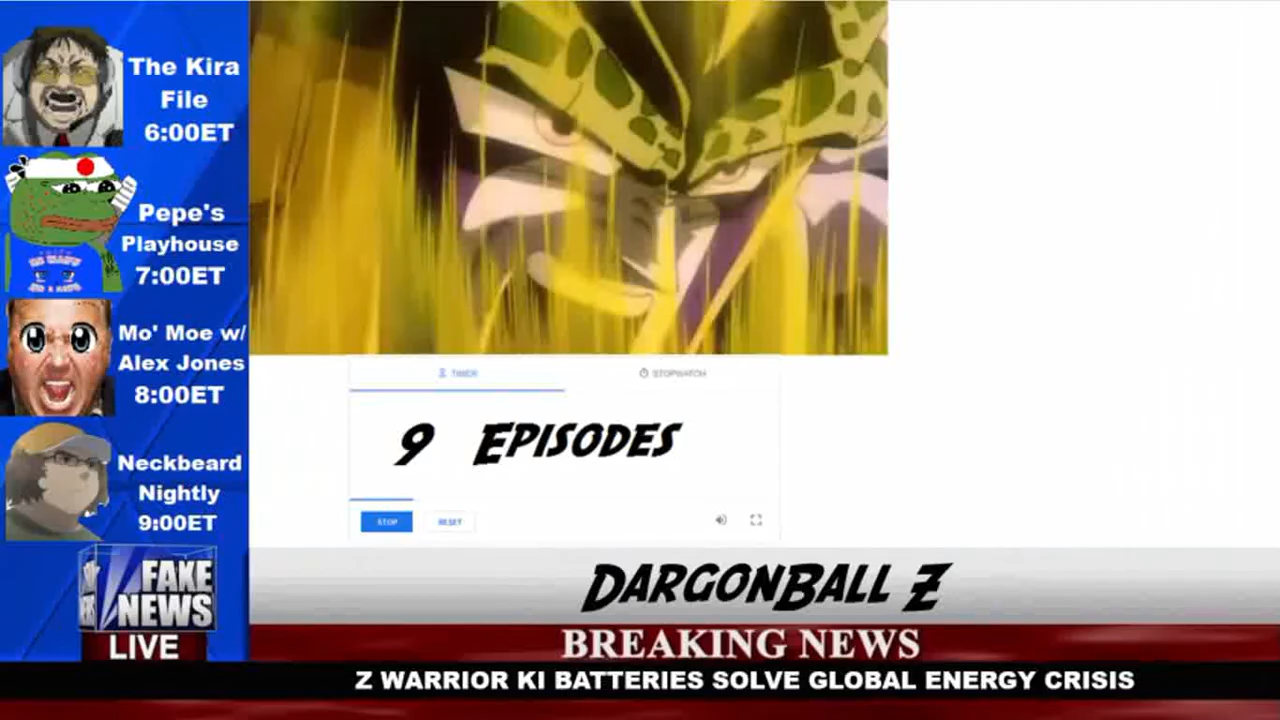 The Kira
File
6:00ET
Pepe's
Playhouse
7:00ET
Mo' Moe w/
Alex Jones
8:00ET
Neckbeard
Nightly
9:00ET
FAKE
NEWS
LIVE
TIMER
STOPWATCH
9 EPISODES
STOP
RESET
DARGONBALL Z
BREAKING NEWS
Z WARRIOR KI BATTERIES SOLVE GLOBAL ENERGY CRISIS